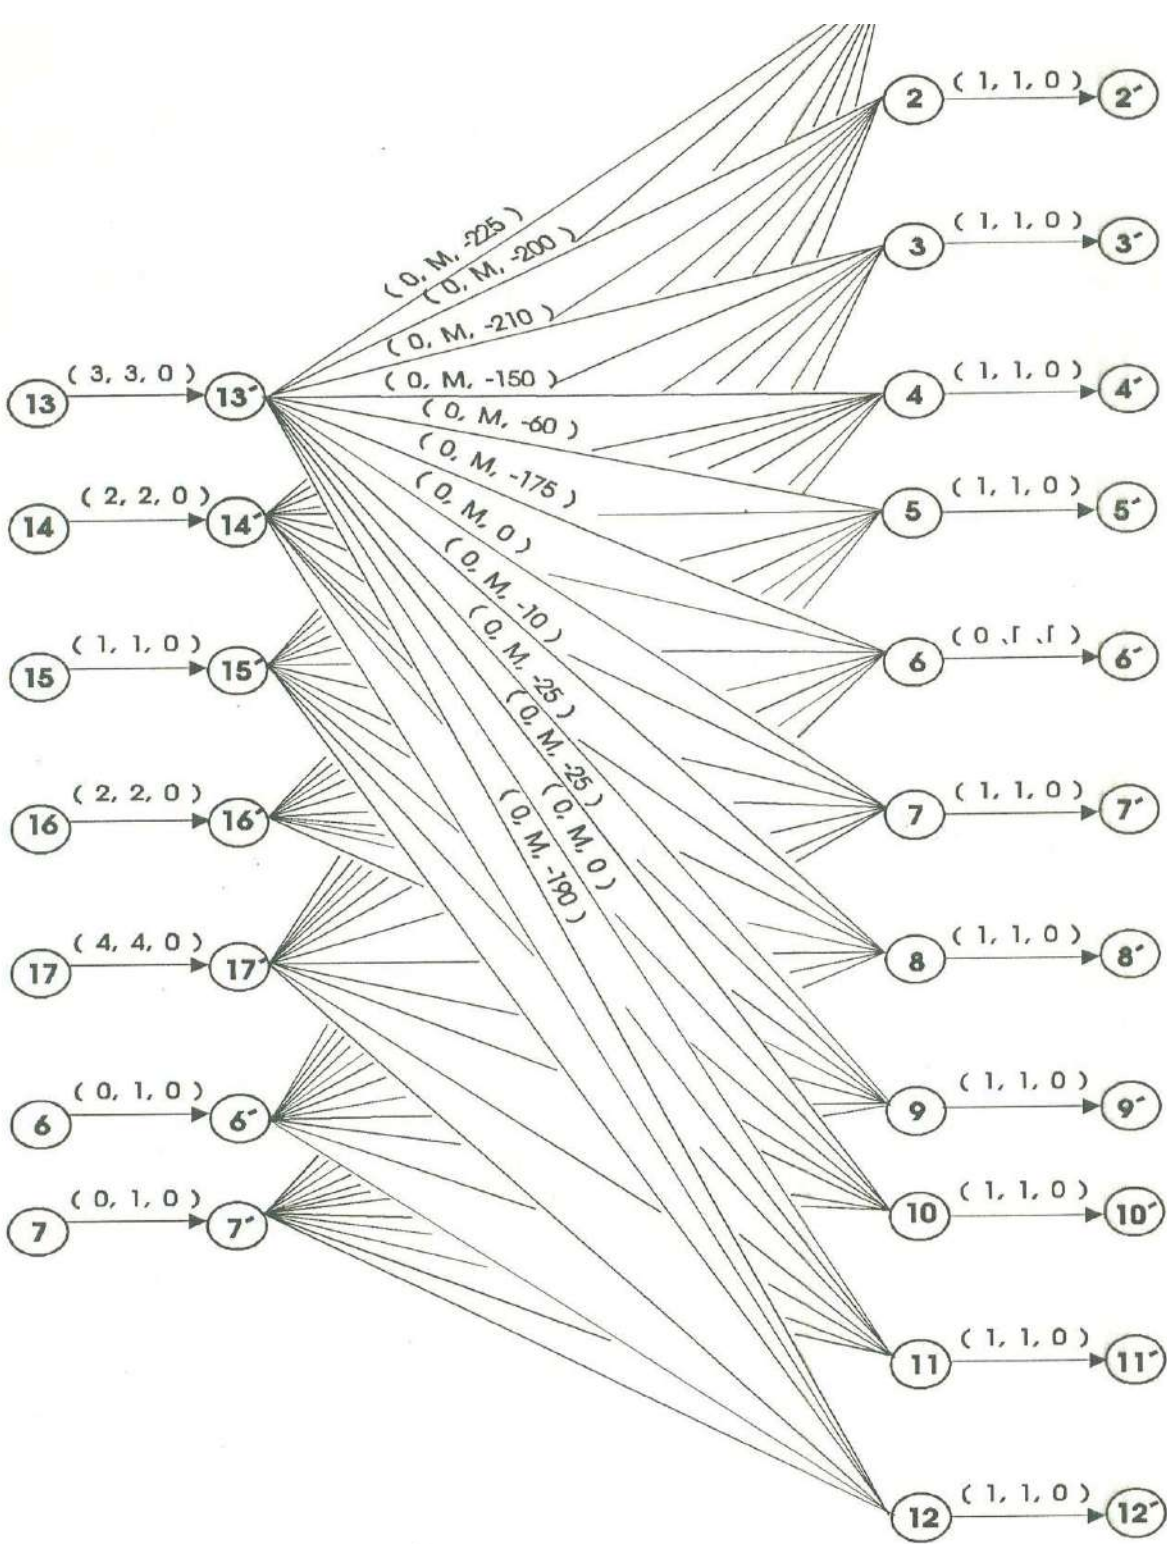 2 ( 1, 1, 0 ) 2′
3 ( 1, 1, 0 ) 3′
( 0, M, -225 )
( 0, M, -200 )
( 0, M, -210 )
13 ( 3, 3, 0 ) 13′
( 0, M, -150 )
4 ( 1, 1, 0 ) 4′
( 0, M, -60 )
( 0, M, -175 )
( 0, M, 0 )
14 ( 2, 2, 0 ) 14′
5 ( 1, 1, 0 ) 5′
( 0, M, -10 )
( 0, M, -25 )
15 ( 1, 1, 0 ) 15′
6 ( 0, 1, 1 ) 6′
( 0, M, -25 )
( 0, M, 0 )
( 0, M, -190 )
16 ( 2, 2, 0 ) 16′
7 ( 1, 1, 0 ) 7′
17 ( 4, 4, 0 ) 17′
8 ( 1, 1, 0 ) 8′
6 ( 0, 1, 0 ) 6′
9 ( 1, 1, 0 ) 9′
7 ( 0, 1, 0 ) 7′
10 ( 1, 1, 0 ) 10′
11 ( 1, 1, 0 ) 11′
12 ( 1, 1, 0 ) 12′